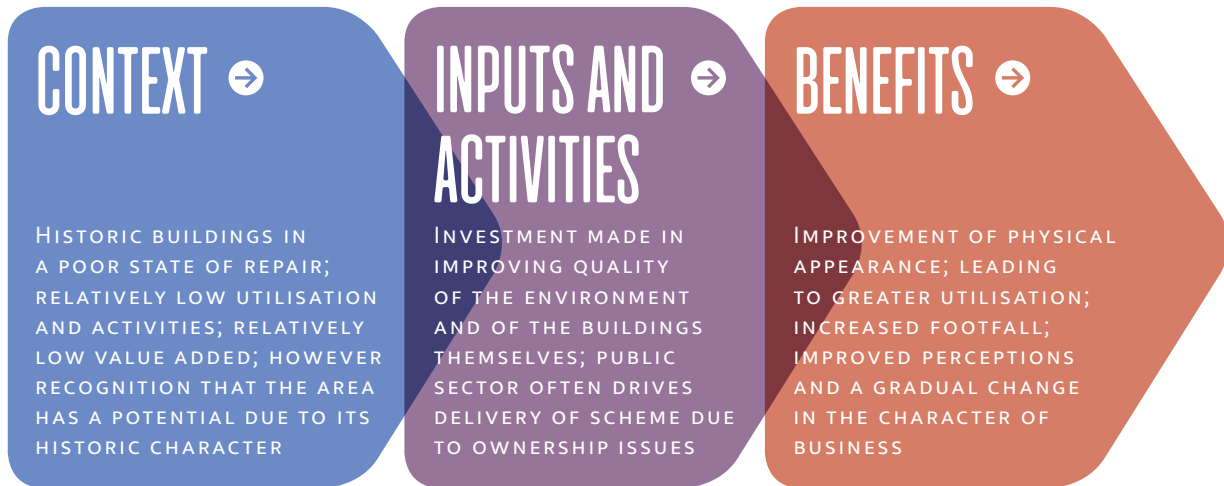 CONTEXT
HISTORIC BUILDINGS IN
A POOR STATE OF REPAIR;
RELATIVELY LOW UTILISATION
AND ACTIVITIES; RELATIVELY
LOW VALUE ADDED; HOWEVER
RECOGNITION THAT THE AREA
HAS A POTENTIAL DUE TO ITS
HISTORIC CHARACTER
INPUTS AND
ACTIVITIES
INVESTMENT MADE IN
IMPROVING QUALITY
OF THE ENVIRONMENT
AND OF THE BUILDINGS
THEMSELVES; PUBLIC
SECTOR OFTEN DRIVES
DELIVERY OF SCHEME DUE
TO OWNERSHIP ISSUES
BENEFITS
IMPROVEMENT OF PHYSICAL
APPEARANCE; LEADING
TO GREATER UTILISATION;
INCREASED FOOTFALL;
IMPROVED PERCEPTIONS
AND A GRADUAL CHANGE
IN THE CHARACTER OF
BUSINESS